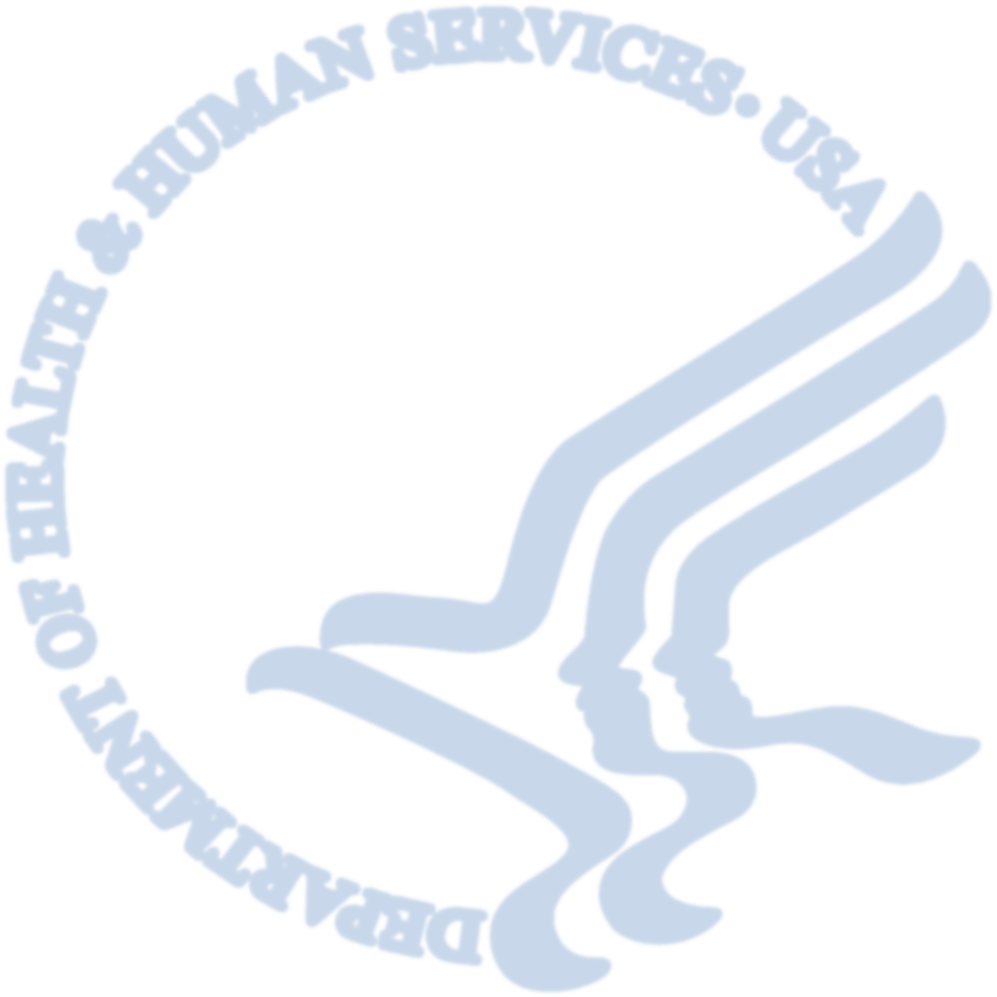 DEPARTMENT OF HEALTH & HUMAN SERVICES • USA